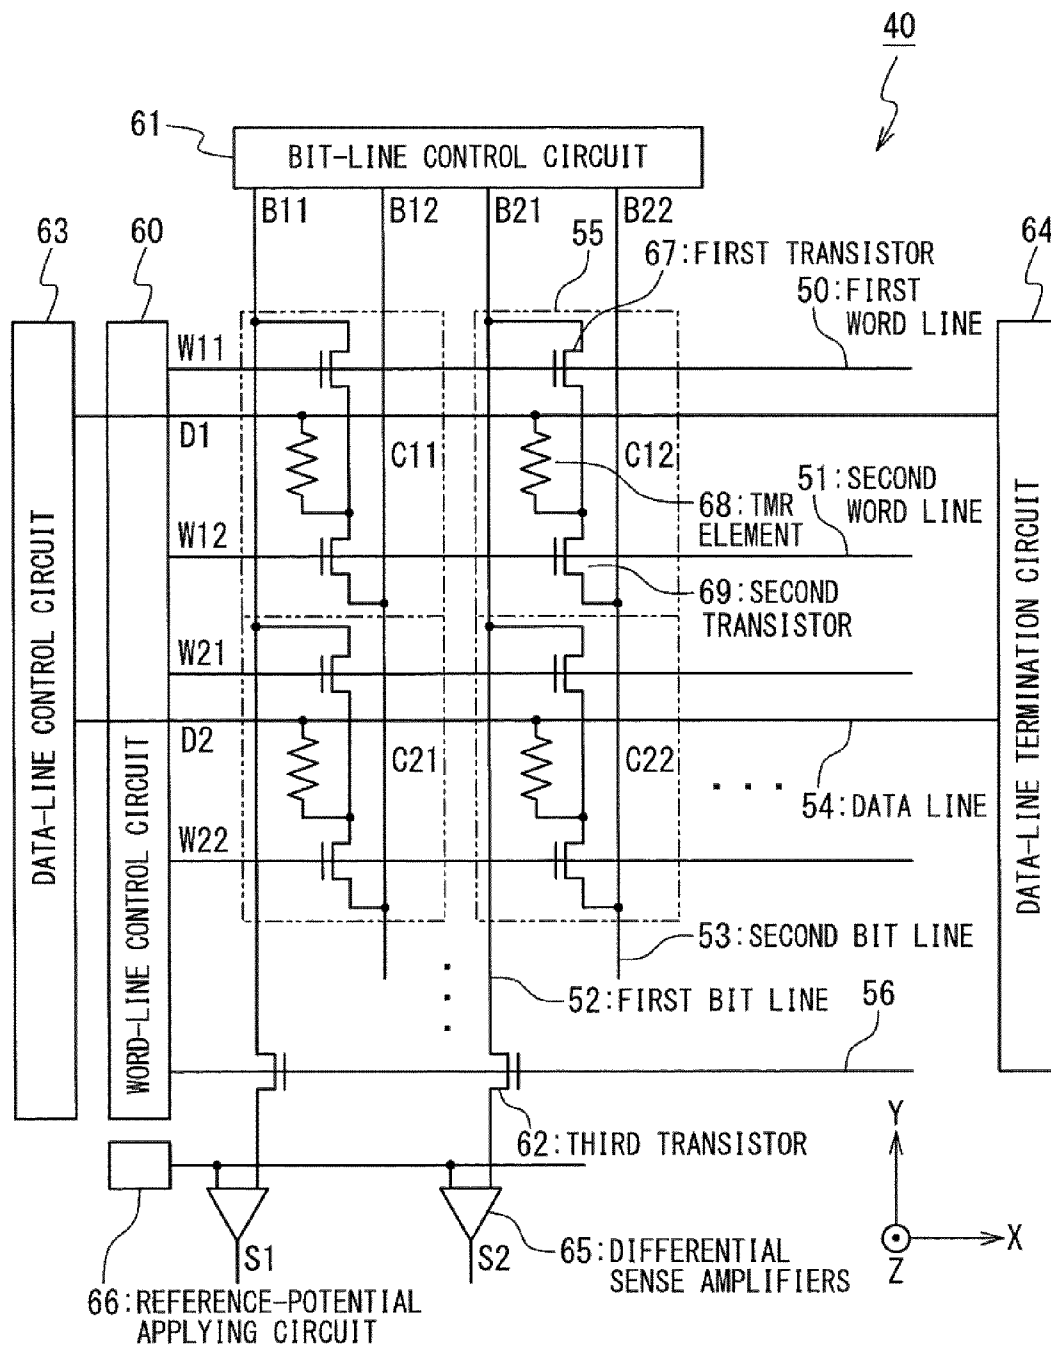 40
61
BIT-LINE CONTROL CIRCUIT
B11
B12
B21
B22
63
60
55
67:FIRST TRANSISTOR
64
50:FIRST
WORD LINE
W11
D1
C11
C12
51:SECOND
WORD LINE
68:TMR
ELEMENT
W12
69:SECOND
TRANSISTOR
W21
D2
C21
C22
54:DATA LINE
W22
DATA-LINE CONTROL CIRCUIT
WORD-LINE CONTROL CIRCUIT
DATA-LINE TERMINATION CIRCUIT
53:SECOND BIT LINE
52:FIRST BIT LINE
56
62:THIRD TRANSISTOR
Y
X
Z
S1
S2
65:DIFFERENTIAL
SENSE AMPLIFIERS
66:REFERENCE-POTENTIAL
APPLYING CIRCUIT